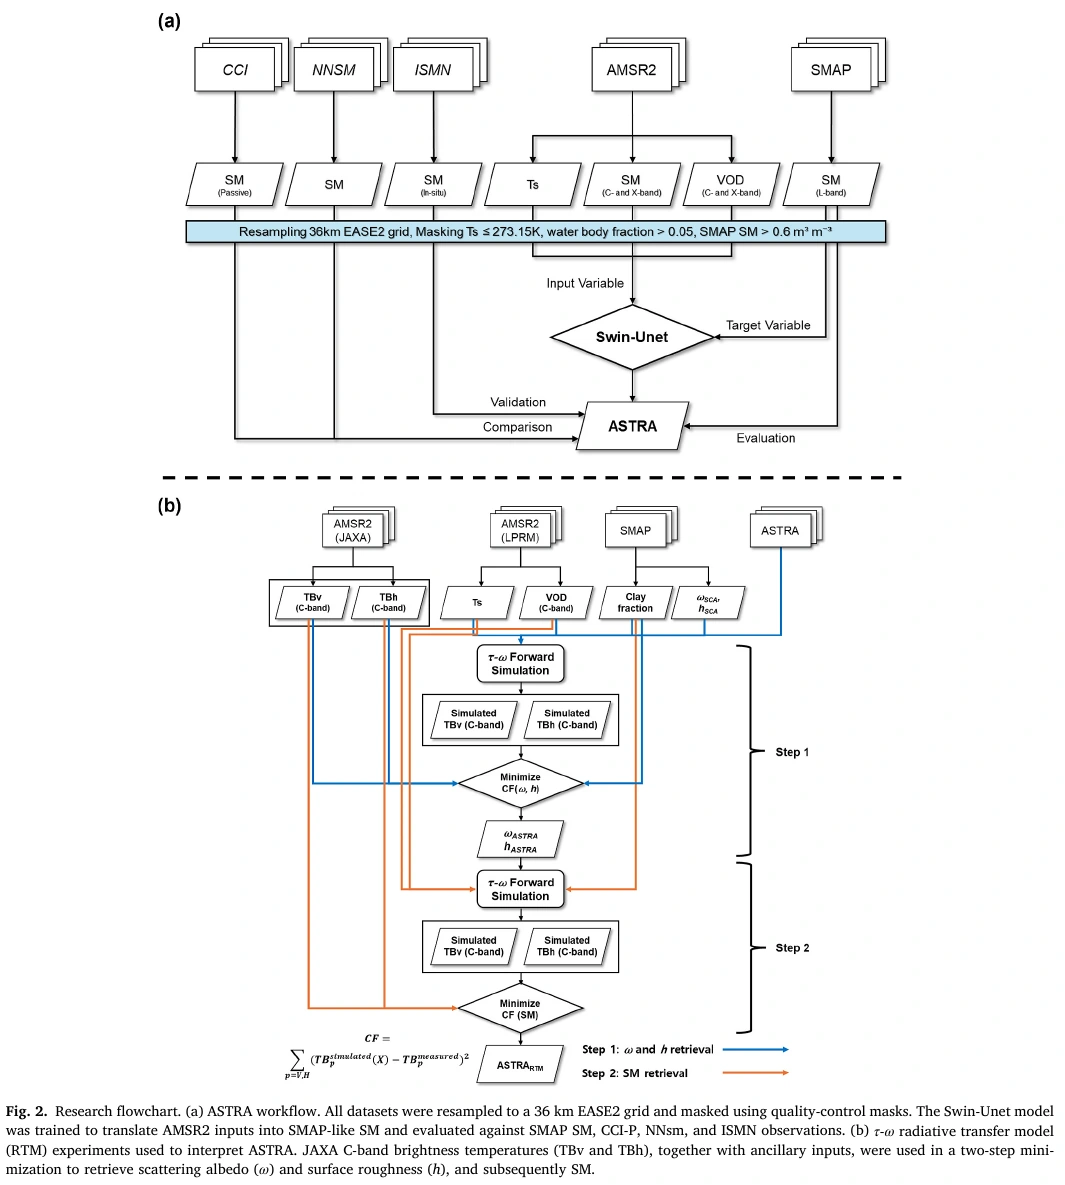 (a)
CCI
NNSM
ISMN
AMSR2
SMAP
SM
(Passive)
SM
SM
(In-situ)
Ts
SM
(C- and X-band)
VOD
(C- and X-band)
SM
(L-band)
Resampling 36km EASE2 grid, Masking Ts ≤ 273.15K, water body fraction > 0.05, SMAP SM > 0.6 m³ m⁻³
Input Variable
Swin-Unet
Target Variable
Validation
Comparison
ASTRA
Evaluation
(b)
AMSR2
(JAXA)
AMSR2
(LPRM)
SMAP
ASTRA
TBv
(C-band)
TBh
(C-band)
Ts
VOD
(C-band)
Clay
fraction
ω_SCA,
h_SCA
τ-ω Forward
Simulation
Simulated
TBv (C-band)
Simulated
TBh (C-band)
Step 1
Minimize
CF(ω, h)
ω_ASTRA
h_ASTRA
τ-ω Forward
Simulation
Simulated
TBv (C-band)
Simulated
TBh (C-band)
Step 2
Minimize
CF (SM)
CF =
∑_{p=V,H} (TB_p^{simulated}(X) − TB_p^{measured})²
ASTRA_RTM
Step 1: ω and h retrieval
Step 2: SM retrieval
Fig. 2. Research flowchart. (a) ASTRA workflow. All datasets were resampled to a 36 km EASE2 grid and masked using quality-control masks. The Swin-Unet model
was trained to translate AMSR2 inputs into SMAP-like SM and evaluated against SMAP SM, CCI-P, NNsm, and ISMN observations. (b) τ-ω radiative transfer model
(RTM) experiments used to interpret ASTRA. JAXA C-band brightness temperatures (TBv and TBh), together with ancillary inputs, were used in a two-step mini-
mization to retrieve scattering albedo (ω) and surface roughness (h), and subsequently SM.